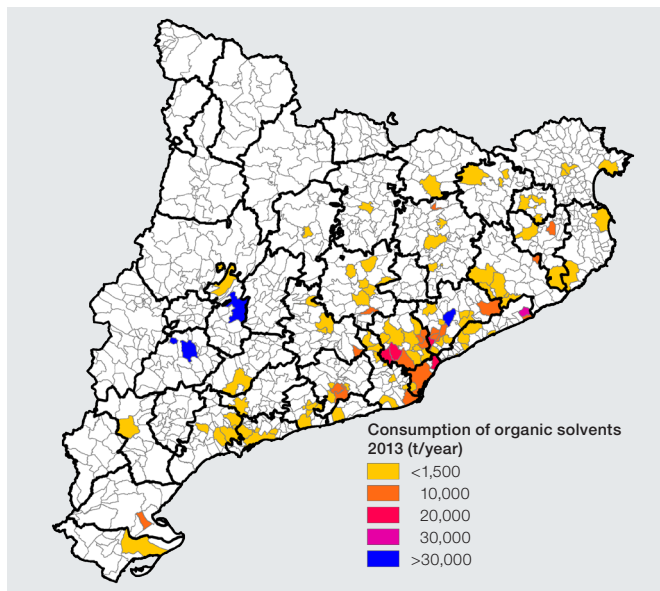 Consumption of organic solvents
2013 (t/year)
<1,500
10,000
20,000
30,000
>30,000